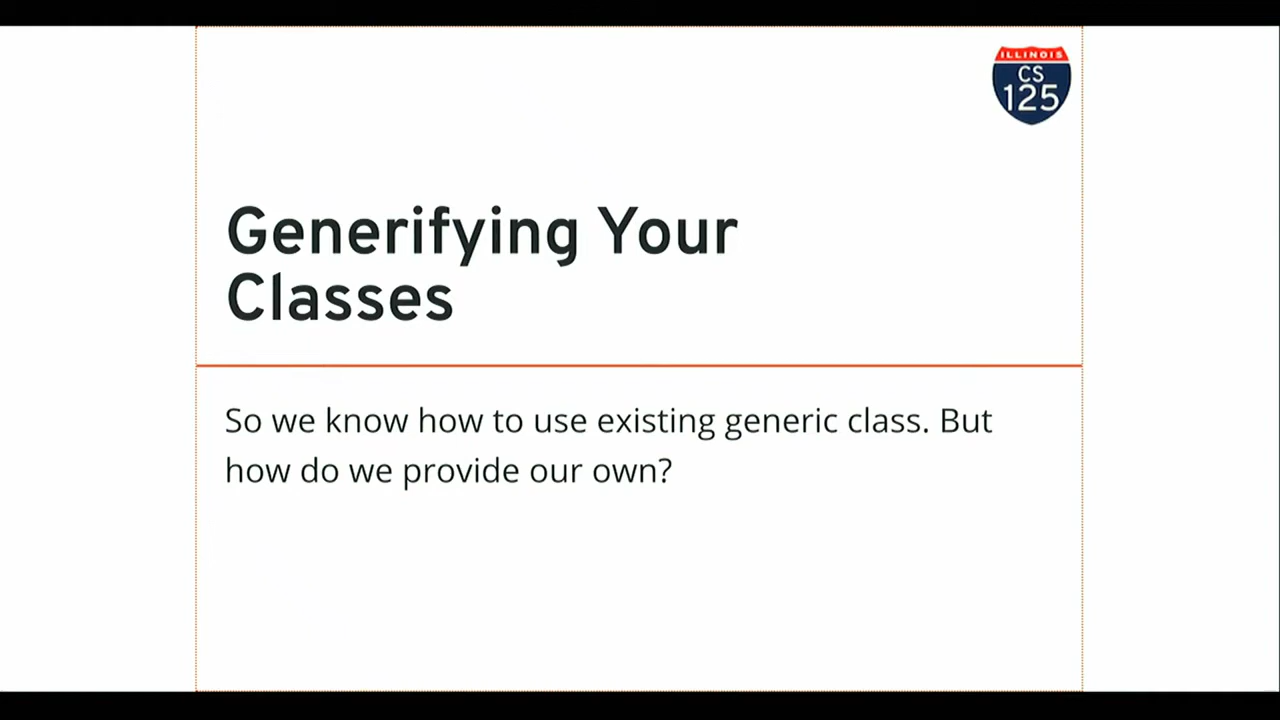 ILLINOIS
CS
125
Generifying Your
Classes
So we know how to use existing generic class. But
how do we provide our own?